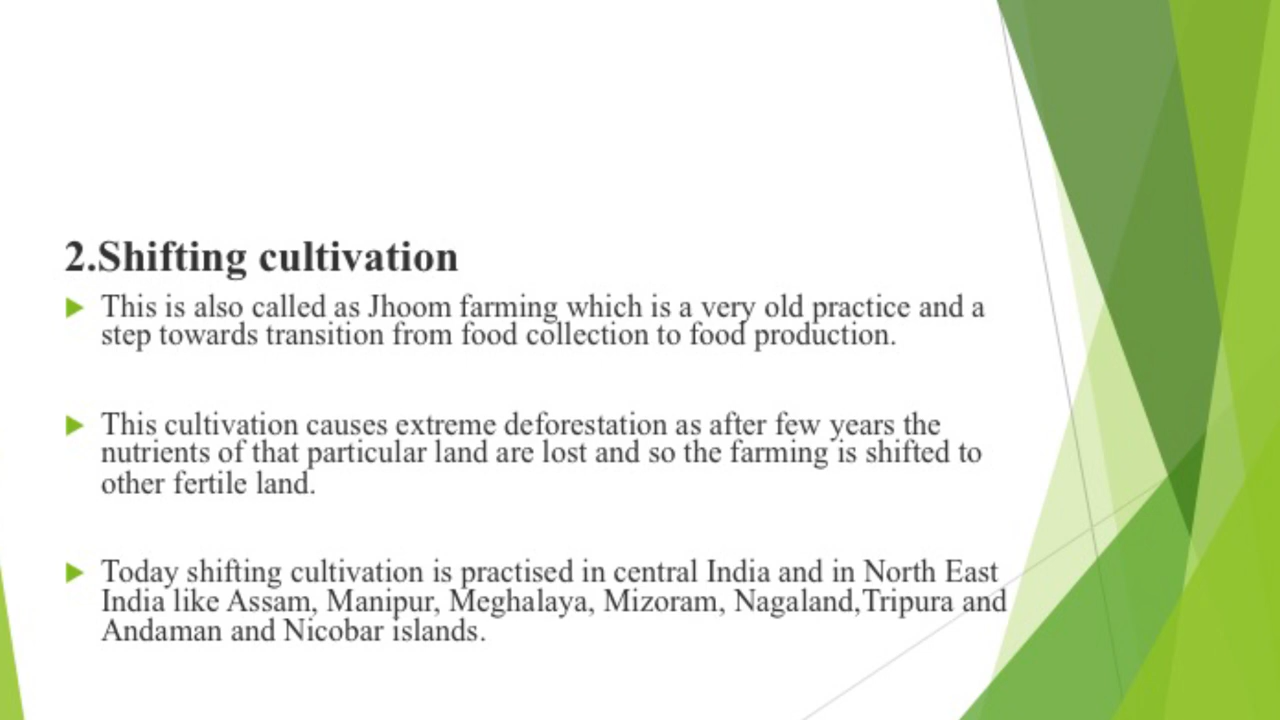 2.Shifting cultivation
This is also called as Jhoom farming which is a very old practice and a
step towards transition from food collection to food production.
This cultivation causes extreme deforestation as after few years the
nutrients of that particular land are lost and so the farming is shifted to
other fertile land.
Today shifting cultivation is practised in central India and in North East
India like Assam, Manipur, Meghalaya, Mizoram, Nagaland,Tripura and
Andaman and Nicobar islands.